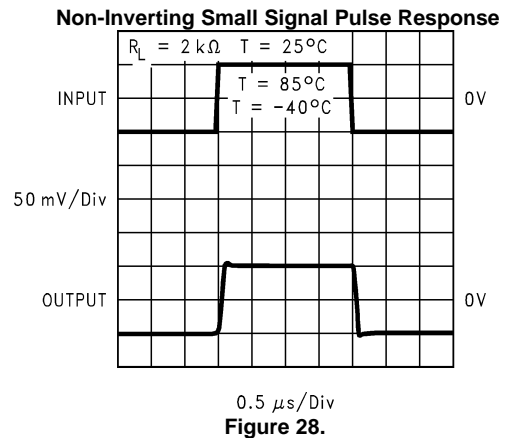 Non-Inverting Small Signal Pulse Response
R_L = 2 kΩ T = 25°C
T = 85°C
T = -40°C
INPUT 0V
50 mV/Div
OUTPUT 0V
0.5 μs/Div
Figure 28.